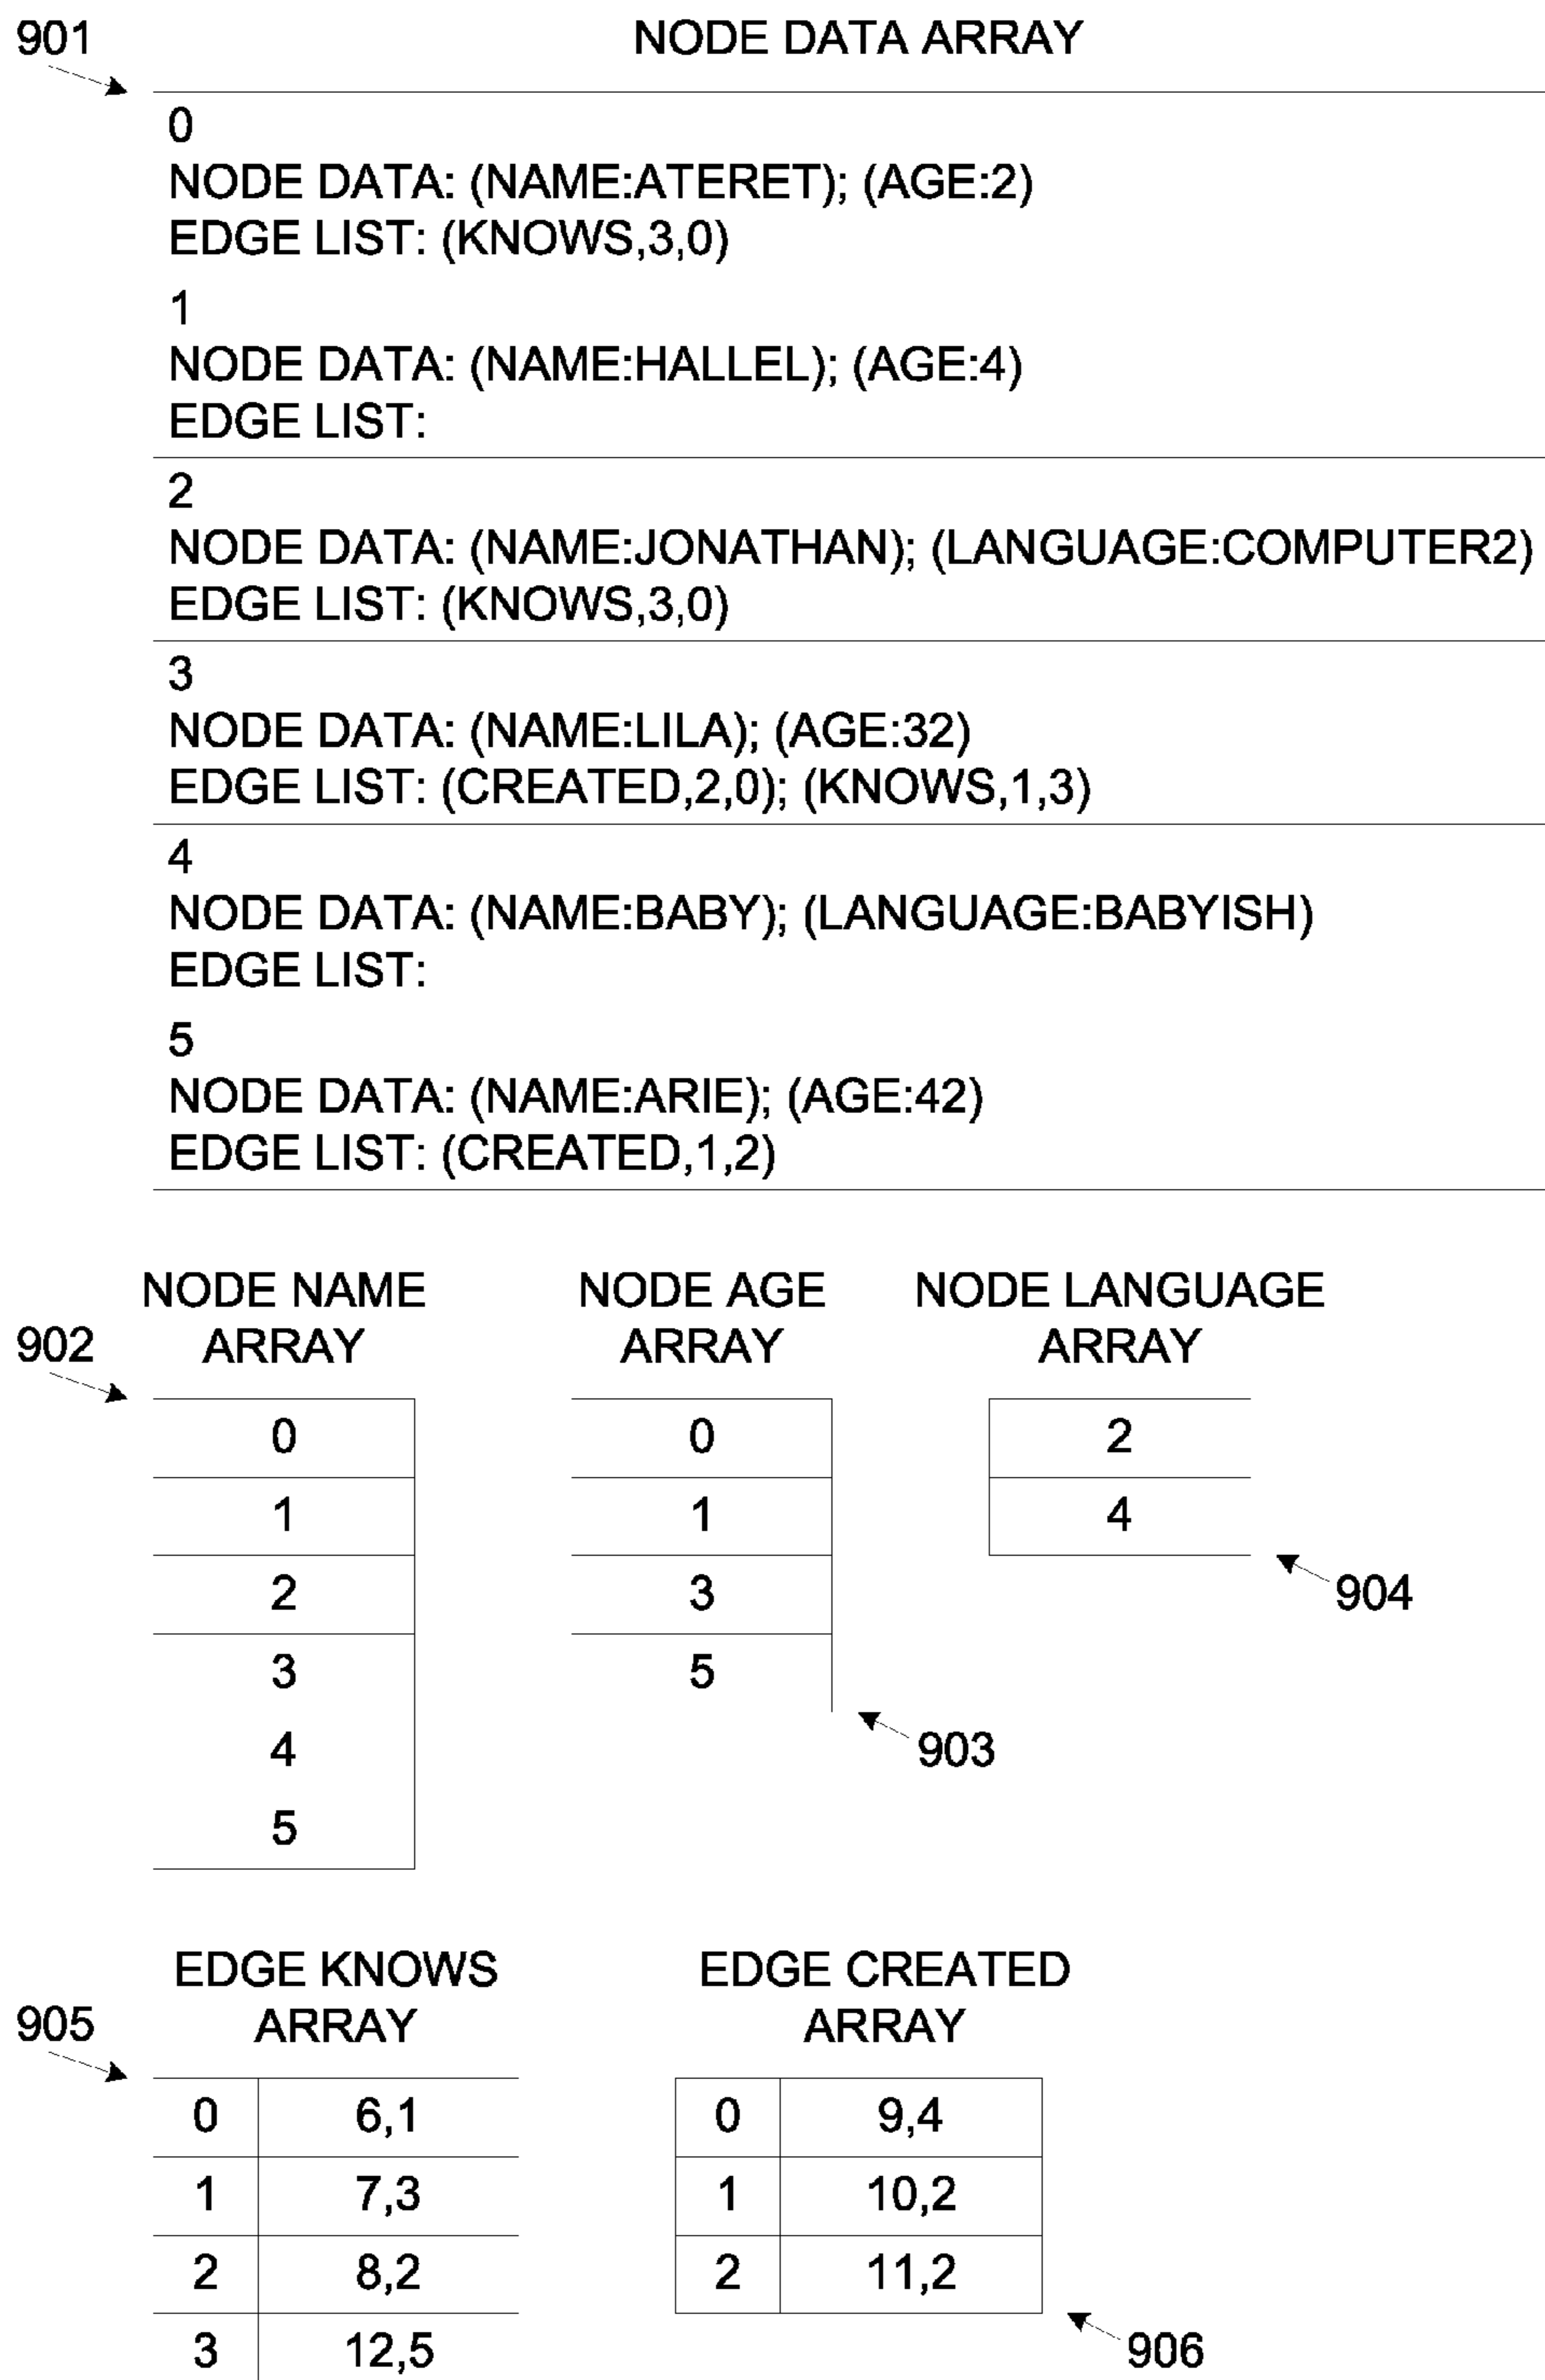 901
NODE DATA ARRAY
0
NODE DATA: (NAME:ATERET); (AGE:2)
EDGE LIST: (KNOWS,3,0)
1
NODE DATA: (NAME:HALLEL); (AGE:4)
EDGE LIST:
2
NODE DATA: (NAME:JONATHAN); (LANGUAGE:COMPUTER2)
EDGE LIST: (KNOWS,3,0)
3
NODE DATA: (NAME:LILA); (AGE:32)
EDGE LIST: (CREATED,2,0); (KNOWS,1,3)
4
NODE DATA: (NAME:BABY); (LANGUAGE:BABYISH)
EDGE LIST:
5
NODE DATA: (NAME:ARIE); (AGE:42)
EDGE LIST: (CREATED,1,2)
902
NODE NAME
ARRAY
0
1
2
3
4
5
NODE AGE
ARRAY
0
1
3
5
903
NODE LANGUAGE
ARRAY
2
4
904
905
EDGE KNOWS
ARRAY
0 6,1
1 7,3
2 8,2
3 12,5
EDGE CREATED
ARRAY
0 9,4
1 10,2
2 11,2
906